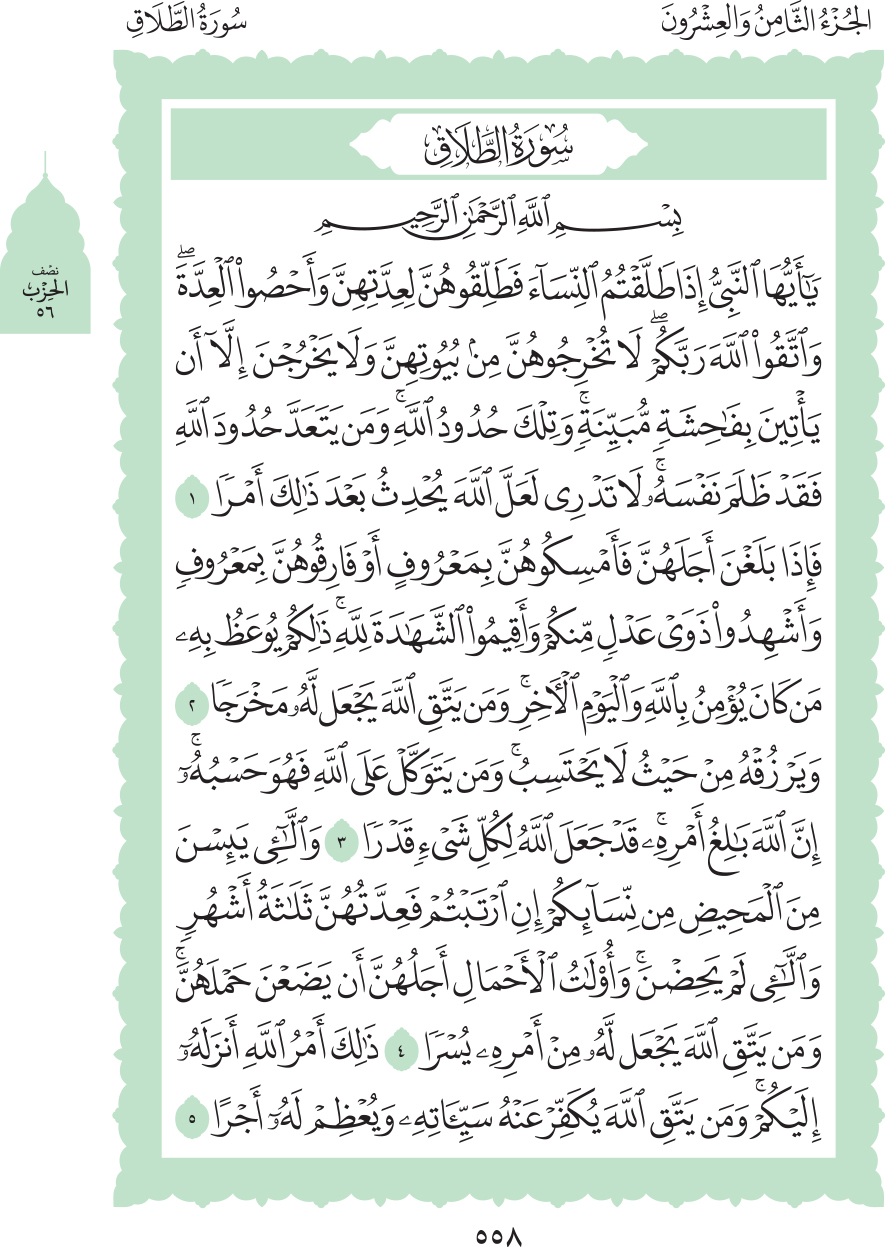 الجُزْءُ الثَّامِنُ وَالعِشْرُونَ
سُورَةُ الطَّلَاقِ
سُورَةُ الطَّلَاقِ
بِسْمِ ٱللَّهِ ٱلرَّحْمَٰنِ ٱلرَّحِيمِ
يَٰٓأَيُّهَا ٱلنَّبِىُّ إِذَا طَلَّقْتُمُ ٱلنِّسَآءَ فَطَلِّقُوهُنَّ لِعِدَّتِهِنَّ وَأَحْصُوا۟ ٱلْعِدَّةَۖ
وَٱتَّقُوا۟ ٱللَّهَ رَبَّكُمْۖ لَا تُخْرِجُوهُنَّ مِنۢ بُيُوتِهِنَّ وَلَا يَخْرُجْنَ إِلَّآ أَن
يَأْتِينَ بِفَٰحِشَةٍ مُّبَيِّنَةٍۚ وَتِلْكَ حُدُودُ ٱللَّهِۚ وَمَن يَتَعَدَّ حُدُودَ ٱللَّهِ
فَقَدْ ظَلَمَ نَفْسَهُۥۚ لَا تَدْرِى لَعَلَّ ٱللَّهَ يُحْدِثُ بَعْدَ ذَٰلِكَ أَمْرًا ١
فَإِذَا بَلَغْنَ أَجَلَهُنَّ فَأَمْسِكُوهُنَّ بِمَعْرُوفٍ أَوْ فَارِقُوهُنَّ بِمَعْرُوفٍ
وَأَشْهِدُوا۟ ذَوَىْ عَدْلٍ مِّنكُمْ وَأَقِيمُوا۟ ٱلشَّهَٰدَةَ لِلَّهِۚ ذَٰلِكُمْ يُوعَظُ بِهِۦ
مَن كَانَ يُؤْمِنُ بِٱللَّهِ وَٱلْيَوْمِ ٱلْأَخِرِۚ وَمَن يَتَّقِ ٱللَّهَ يَجْعَل لَّهُۥ مَخْرَجًا ٢
وَيَرْزُقْهُ مِنْ حَيْثُ لَا يَحْتَسِبُۚ وَمَن يَتَوَكَّلْ عَلَى ٱللَّهِ فَهُوَ حَسْبُهُۥٓۚ
إِنَّ ٱللَّهَ بَٰلِغُ أَمْرِهِۦۚ قَدْ جَعَلَ ٱللَّهُ لِكُلِّ شَىْءٍ قَدْرًا ٣ وَٱلَّٰٓـِٔى يَئِسْنَ
مِنَ ٱلْمَحِيضِ مِن نِّسَآئِكُمْ إِنِ ٱرْتَبْتُمْ فَعِدَّتُهُنَّ ثَلَٰثَةُ أَشْهُرٍ
وَٱلَّٰٓـِٔى لَمْ يَحِضْنَۚ وَأُو۟لَٰتُ ٱلْأَحْمَالِ أَجَلُهُنَّ أَن يَضَعْنَ حَمْلَهُنَّۚ
وَمَن يَتَّقِ ٱللَّهَ يَجْعَل لَّهُۥ مِنْ أَمْرِهِۦ يُسْرًا ٤ ذَٰلِكَ أَمْرُ ٱللَّهِ أَنزَلَهُۥٓ
إِلَيْكُمْۚ وَمَن يَتَّقِ ٱللَّهَ يُكَفِّرْ عَنْهُ سَيِّـَٔاتِهِۦ وَيُعْظِمْ لَهُۥٓ أَجْرًا ٥
نصْف
الحِزْبُ
٥٦
٥٥٨